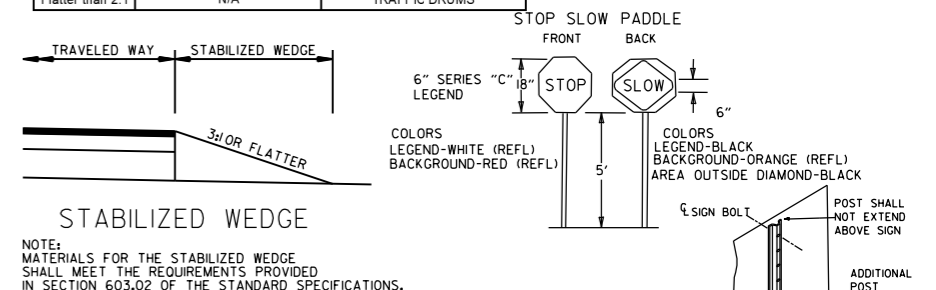 Flatter than 2:1 N/A TRAFFIC DRUMS
STOP SLOW PADDLE
FRONT BACK
TRAVELED WAY STABILIZED WEDGE
6" SERIES "C"
LEGEND
18"
STOP
SLOW
6"
3:1 OR FLATTER
COLORS
LEGEND-WHITE (REFL)
BACKGROUND-RED (REFL)
5'
COLORS
LEGEND-BLACK
BACKGROUND-ORANGE (REFL)
AREA OUTSIDE DIAMOND-BLACK
STABILIZED WEDGE
NOTE:
MATERIALS FOR THE STABILIZED WEDGE
SHALL MEET THE REQUIREMENTS PROVIDED
IN SECTION 603.02 OF THE STANDARD SPECIFICATIONS.
℄ SIGN BOLT
POST SHALL
NOT EXTEND
ABOVE SIGN
ADDITIONAL
POST